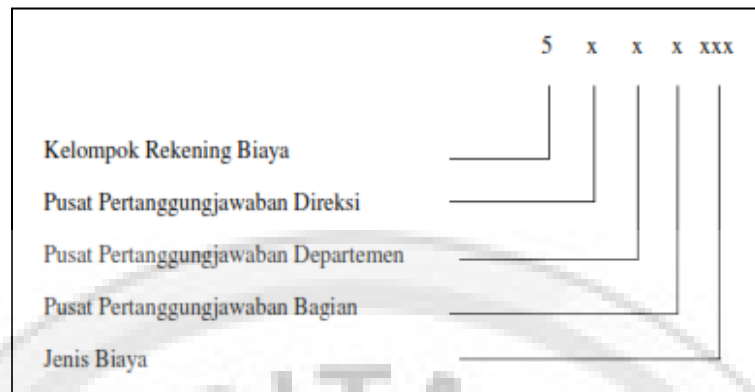 5 x x x xxx
Kelompok Rekening Biaya
Pusat Pertanggungjawaban Direksi
Pusat Pertanggungjawaban Departemen
Pusat Pertanggungjawaban Bagian
Jenis Biaya